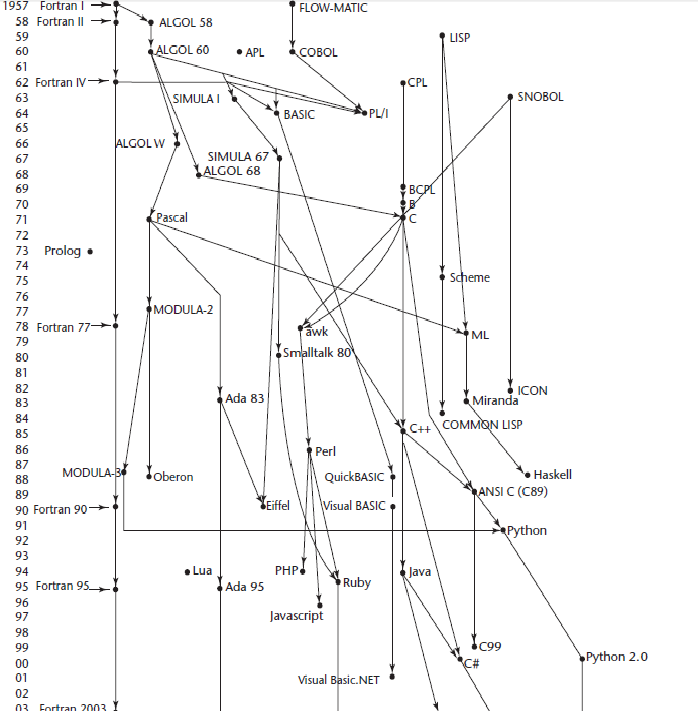 1957 Fortran I
FLOW-MATIC
58 Fortran II
ALGOL 58
59
LISP
60
ALGOL 60
APL
COBOL
61
62 Fortran IV
CPL
63
SIMULA I
SNOBOL
64
BASIC
PL/I
65
66
ALGOL W
67
SIMULA 67
68
ALGOL 68
69
BCPL
70
B
71
Pascal
C
72
73
Prolog
74
75
Scheme
76
77
MODULA-2
78 Fortran 77
awk
ML
79
80
Smalltalk 80
81
82
ICON
83
Ada 83
Miranda
84
COMMON LISP
85
C++
86
Perl
87
MODULA-3
88
Oberon
QuickBASIC
Haskell
89
ANSI C (C89)
90 Fortran 90
Eiffel
Visual BASIC
91
Python
92
93
94
Lua
PHP
Java
95 Fortran 95
Ada 95
Ruby
96
Javascript
97
98
99
C99
00
C#
Python 2.0
01
Visual Basic.NET
02
03 Fortran 2003